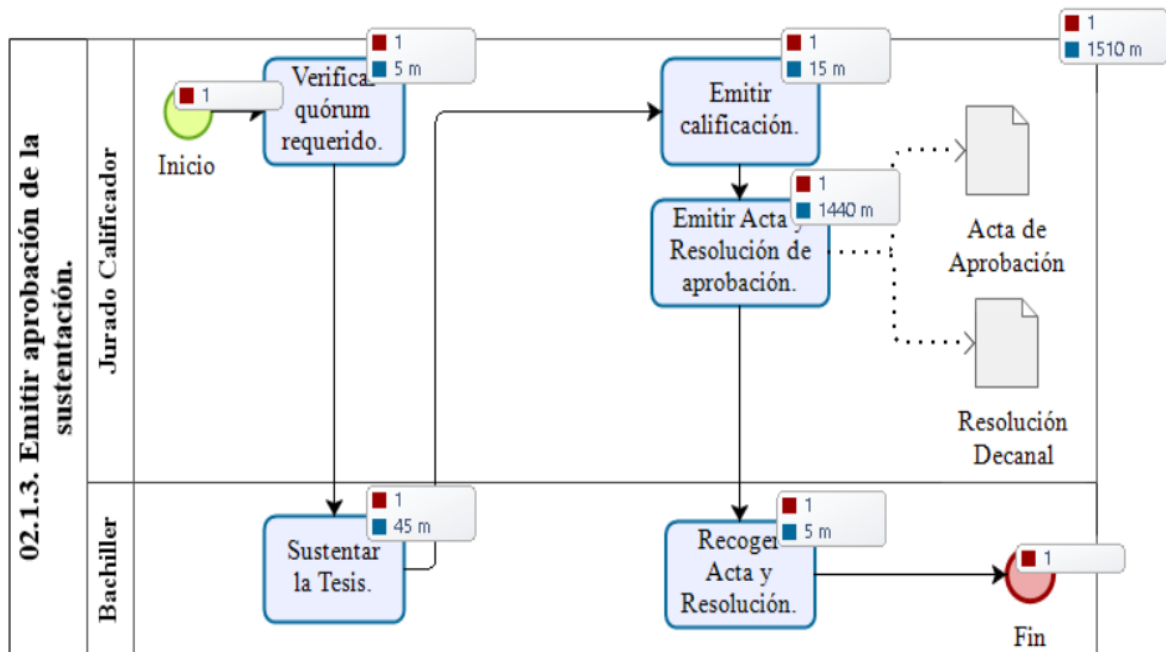 02.1.3. Emitir aprobación de la
sustentación.
Jurado Calificador
Bachiller
1
1510 m
1
Inicio
1
5 m
Verificar
quórum
requerido.
1
45 m
Sustentar
la Tesis.
1
15 m
Emitir
calificación.
1
1440 m
Emitir Acta y
Resolución de
aprobación.
Acta de
Aprobación
Resolución
Decanal
1
5 m
Recoger
Acta y
Resolución.
1
Fin